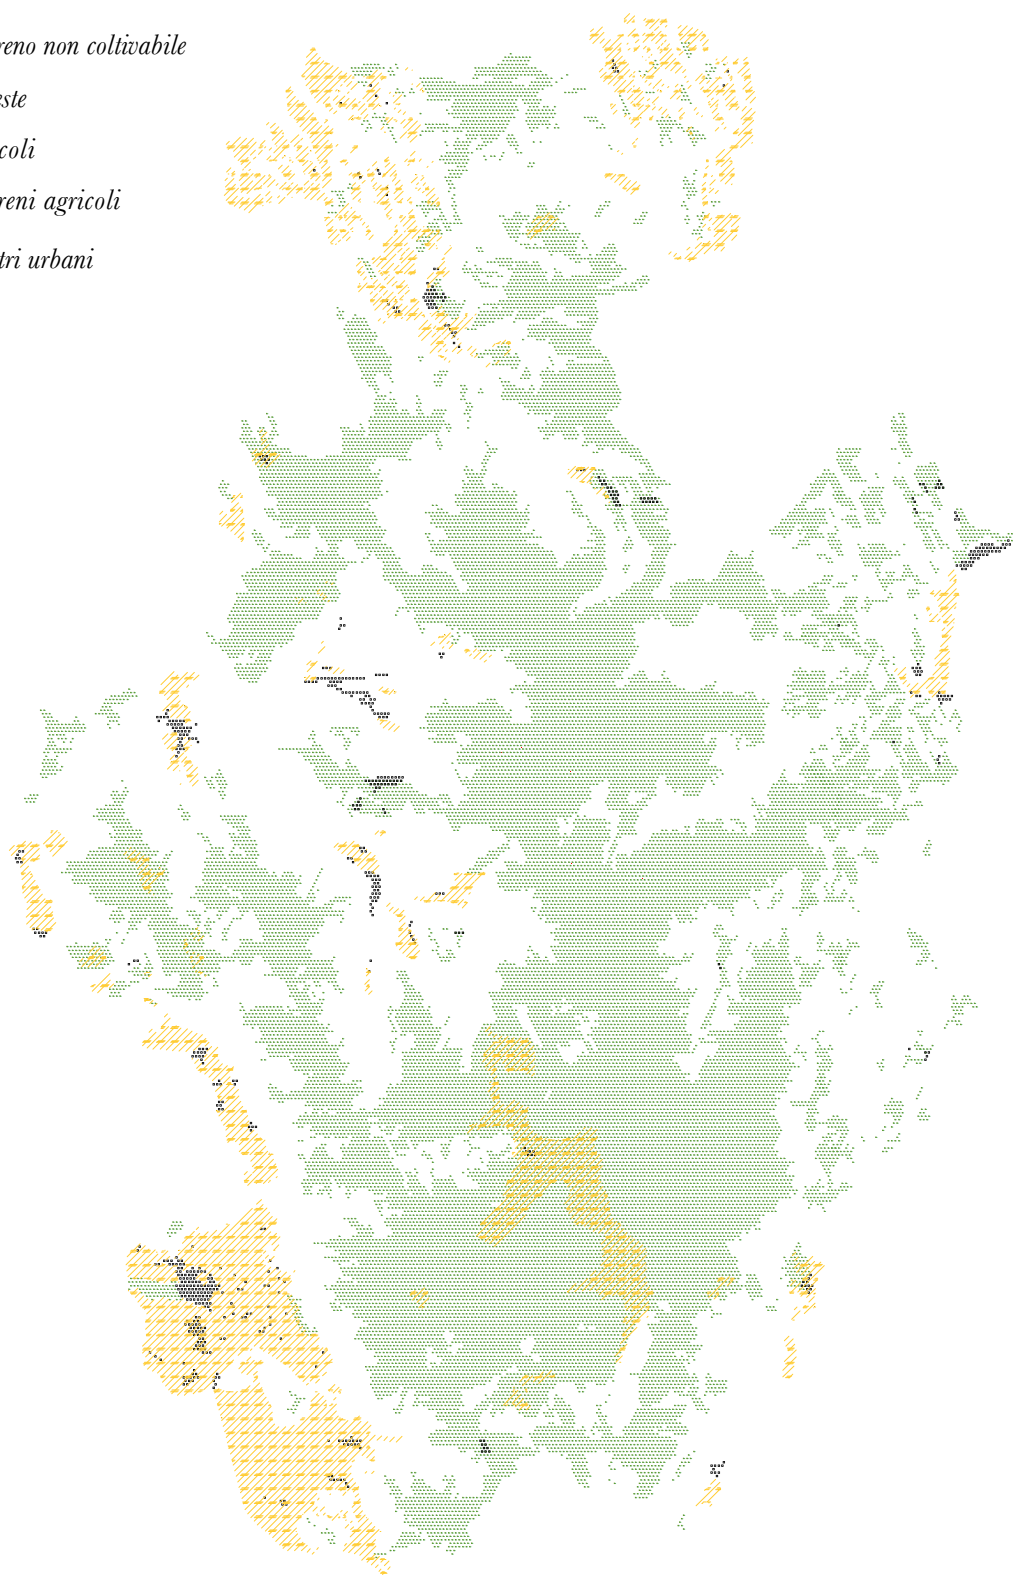 reno non coltivabile
este
coli
reni agricoli
tri urbani